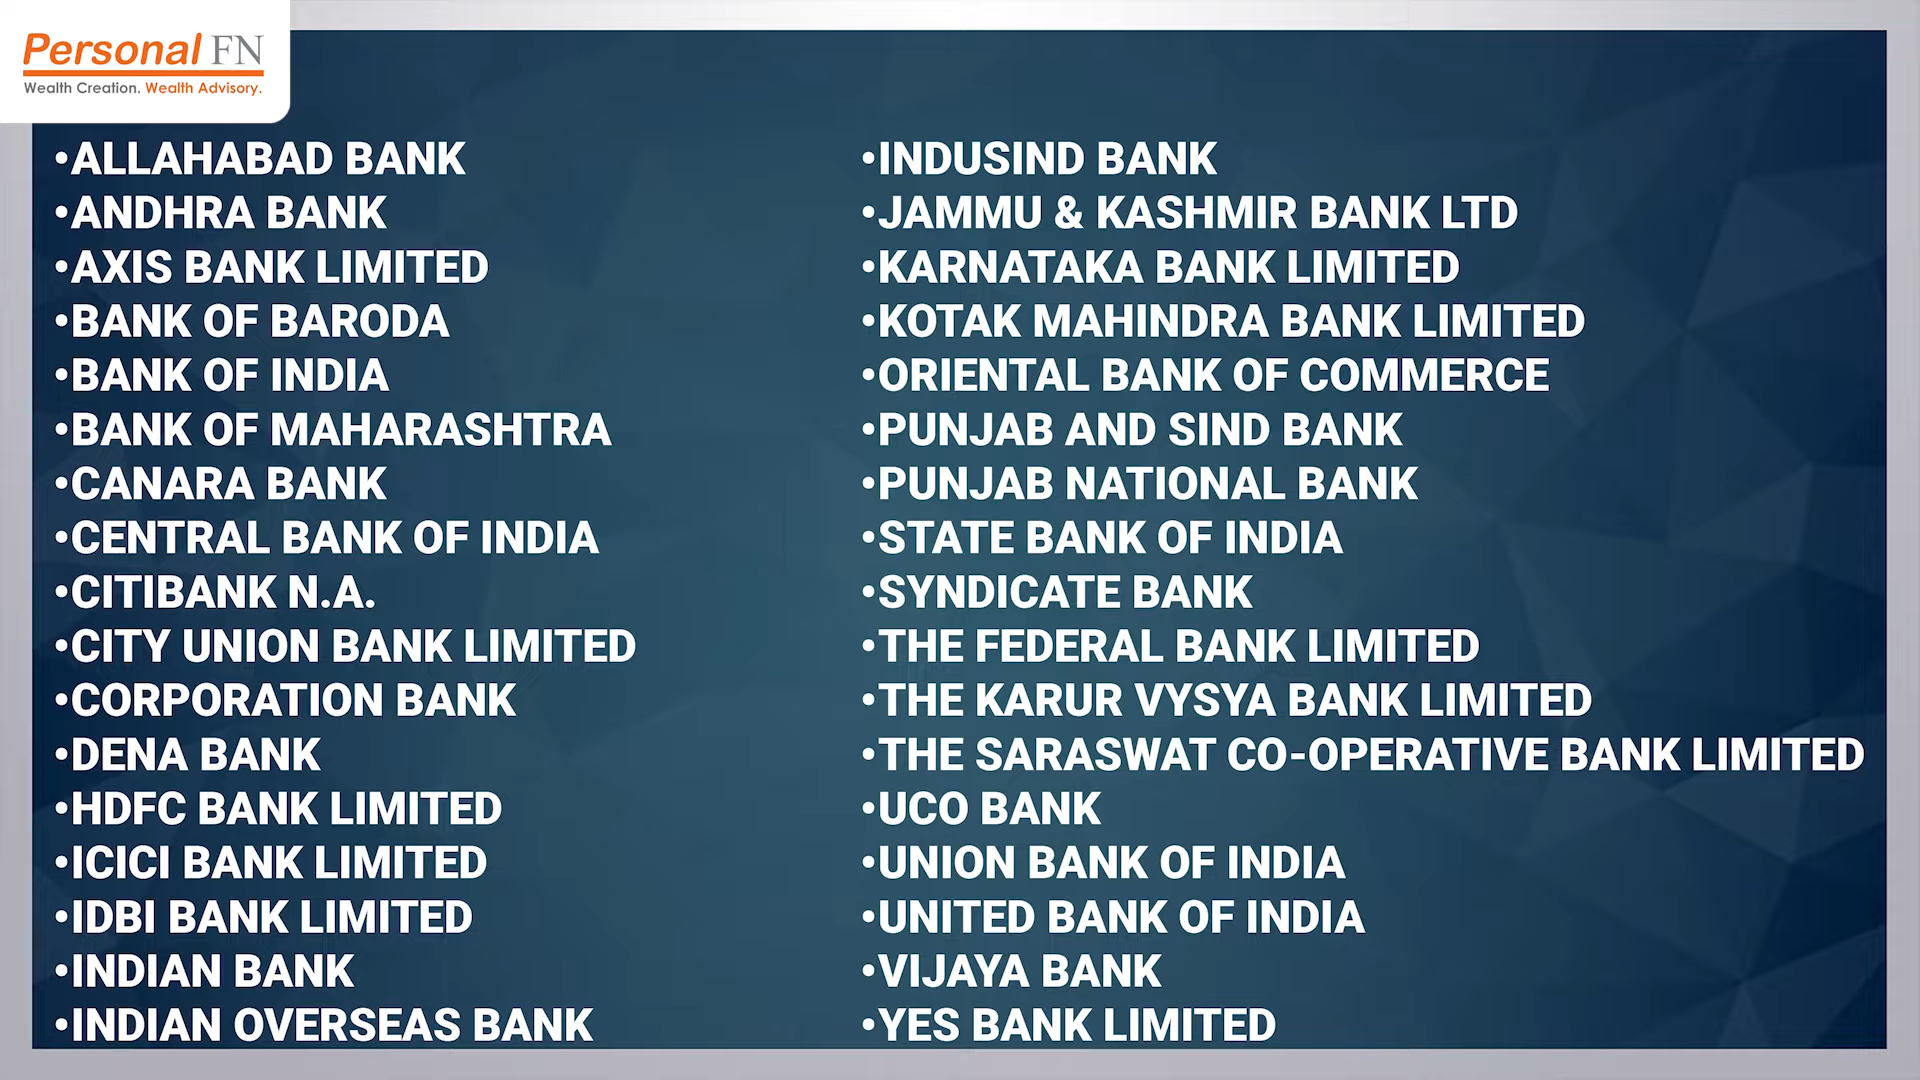 Personal FN
Wealth Creation. Wealth Advisory.
•ALLAHABAD BANK
•ANDHRA BANK
•AXIS BANK LIMITED
•BANK OF BARODA
•BANK OF INDIA
•BANK OF MAHARASHTRA
•CANARA BANK
•CENTRAL BANK OF INDIA
•CITIBANK N.A.
•CITY UNION BANK LIMITED
•CORPORATION BANK
•DENA BANK
•HDFC BANK LIMITED
•ICICI BANK LIMITED
•IDBI BANK LIMITED
•INDIAN BANK
•INDIAN OVERSEAS BANK
•INDUSIND BANK
•JAMMU & KASHMIR BANK LTD
•KARNATAKA BANK LIMITED
•KOTAK MAHINDRA BANK LIMITED
•ORIENTAL BANK OF COMMERCE
•PUNJAB AND SIND BANK
•PUNJAB NATIONAL BANK
•STATE BANK OF INDIA
•SYNDICATE BANK
•THE FEDERAL BANK LIMITED
•THE KARUR VYSYA BANK LIMITED
•THE SARASWAT CO-OPERATIVE BANK LIMITED
•UCO BANK
•UNION BANK OF INDIA
•UNITED BANK OF INDIA
•VIJAYA BANK
•YES BANK LIMITED